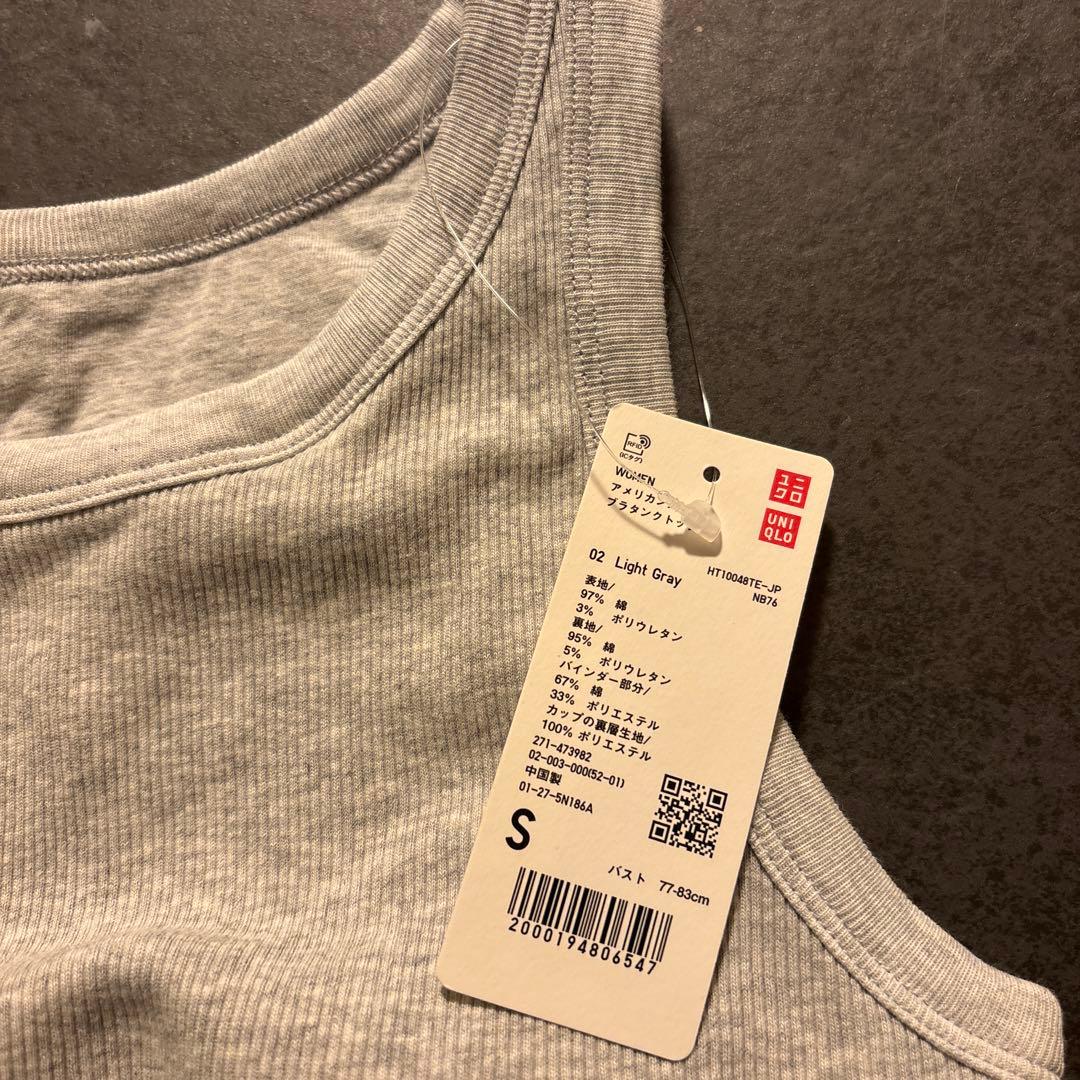 RFID
(ICタグ)
ユニ
クロ
UNI
QLO
WOMEN
アメリカン
ブラタンクトッ
02 Light Gray
HT10048TE-JP
NB76
表地/
97% 綿
3% ポリウレタン
裏地/
95% 綿
5% ポリウレタン
バインダー部分/
67% 綿
33% ポリエステル
カップの裏層生地/
100% ポリエステル
271-473982
02-003-000(52-01)
中国製
01-27-5N186A
S
バスト 77-83cm
2000194806547